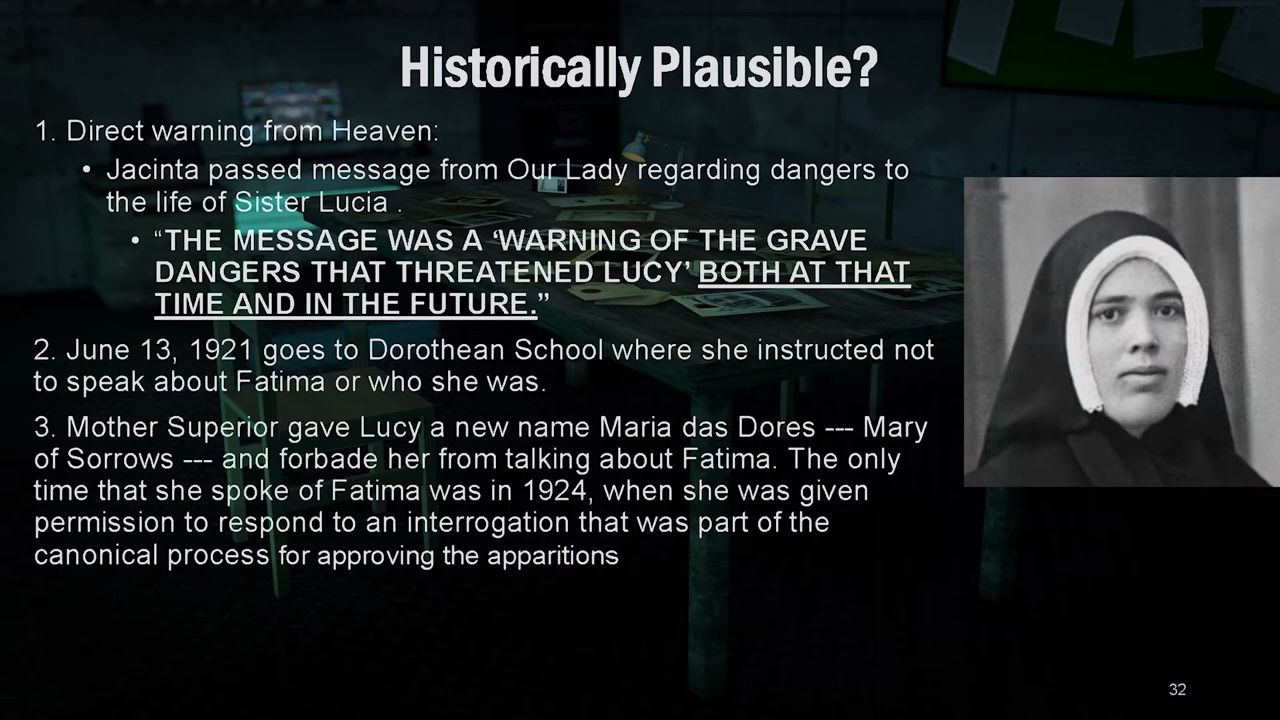 Historically Plausible?
1. Direct warning from Heaven:
• Jacinta passed message from Our Lady regarding dangers to
the life of Sister Lucia .
• “THE MESSAGE WAS A ‘WARNING OF THE GRAVE
DANGERS THAT THREATENED LUCY’ BOTH AT THAT
TIME AND IN THE FUTURE.”
2. June 13, 1921 goes to Dorothean School where she instructed not
to speak about Fatima or who she was.
3. Mother Superior gave Lucy a new name Maria das Dores --- Mary
of Sorrows --- and forbade her from talking about Fatima. The only
time that she spoke of Fatima was in 1924, when she was given
permission to respond to an interrogation that was part of the
canonical process for approving the apparitions
32